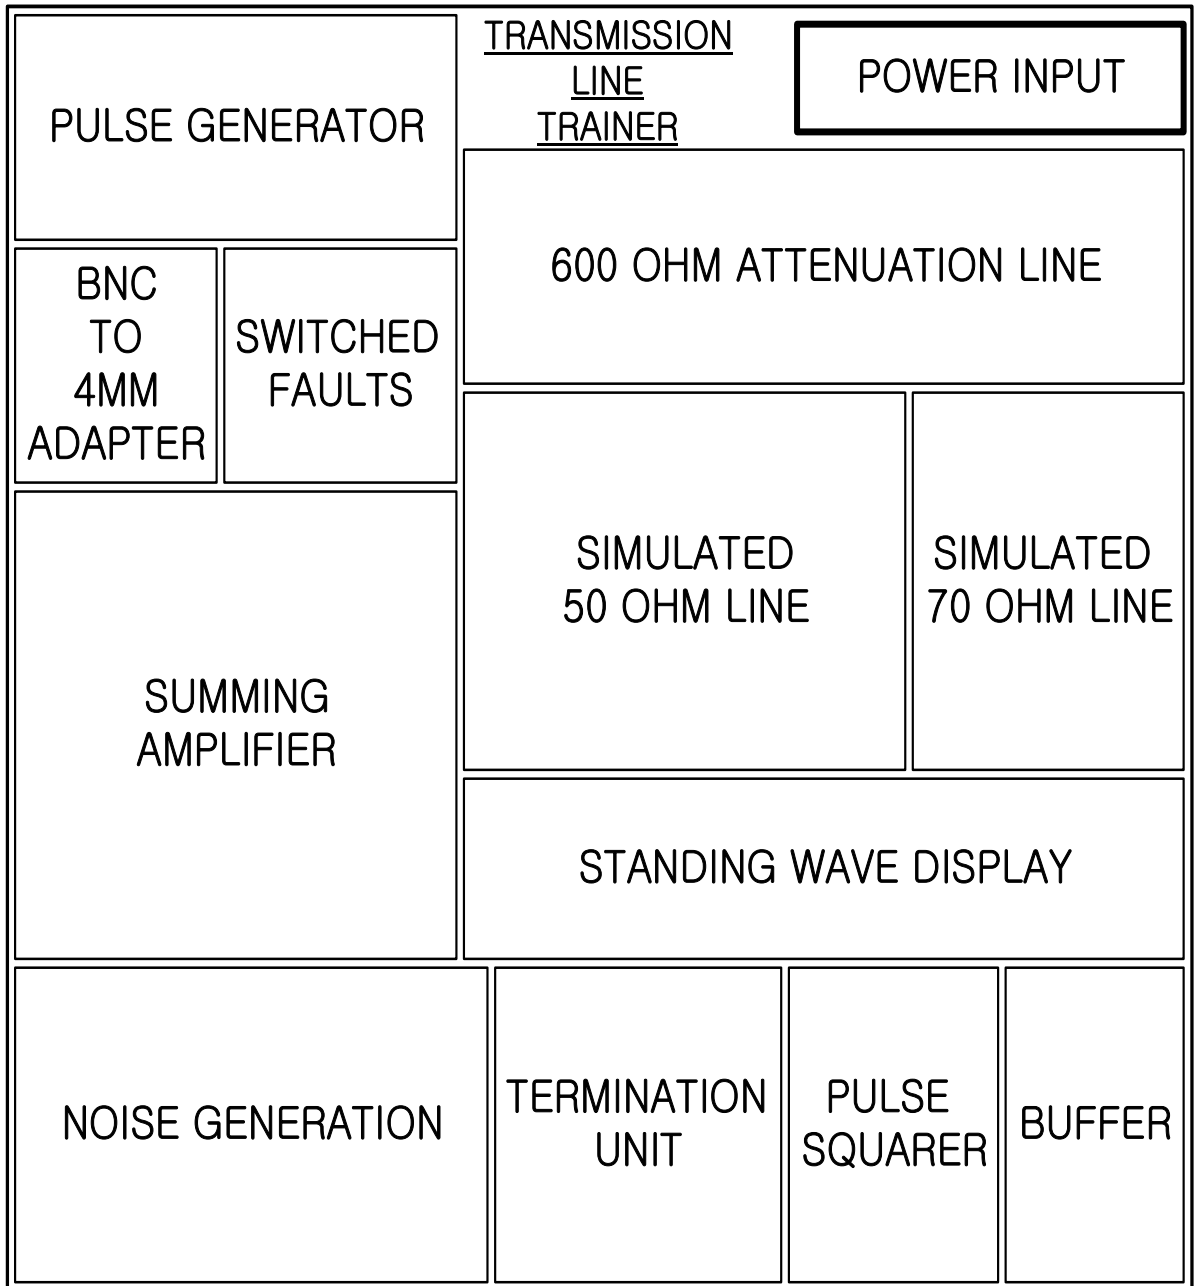 PULSE GENERATOR
TRANSMISSION
LINE
TRAINER
POWER INPUT
600 OHM ATTENUATION LINE
BNC
TO
4MM
ADAPTER
SWITCHED
FAULTS
SIMULATED
50 OHM LINE
SIMULATED
70 OHM LINE
SUMMING
AMPLIFIER
STANDING WAVE DISPLAY
NOISE GENERATION
TERMINATION
UNIT
PULSE
SQUARER
BUFFER